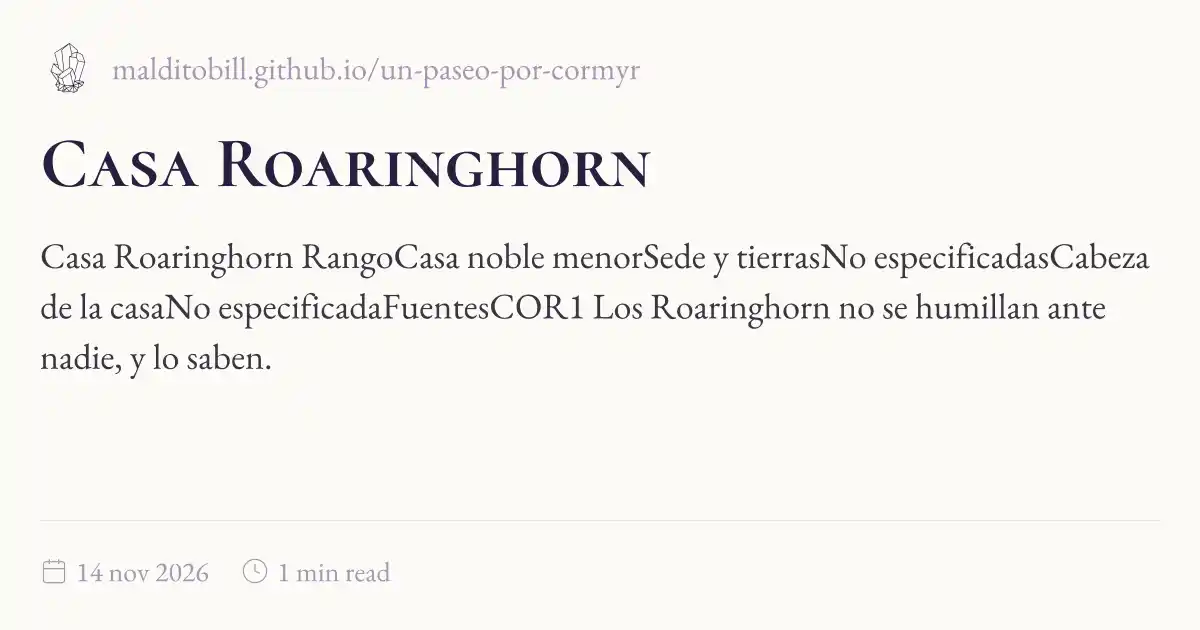 malditobill.github.io/un-paseo-por-cormyr
Casa Roaringhorn
Casa Roaringhorn RangoCasa noble menorSede y tierrasNo especificadasCabeza
de la casaNo especificadaFuentesCOR1 Los Roaringhorn no se humillan ante
nadie, y lo saben.
14 nov 2026 1 min read